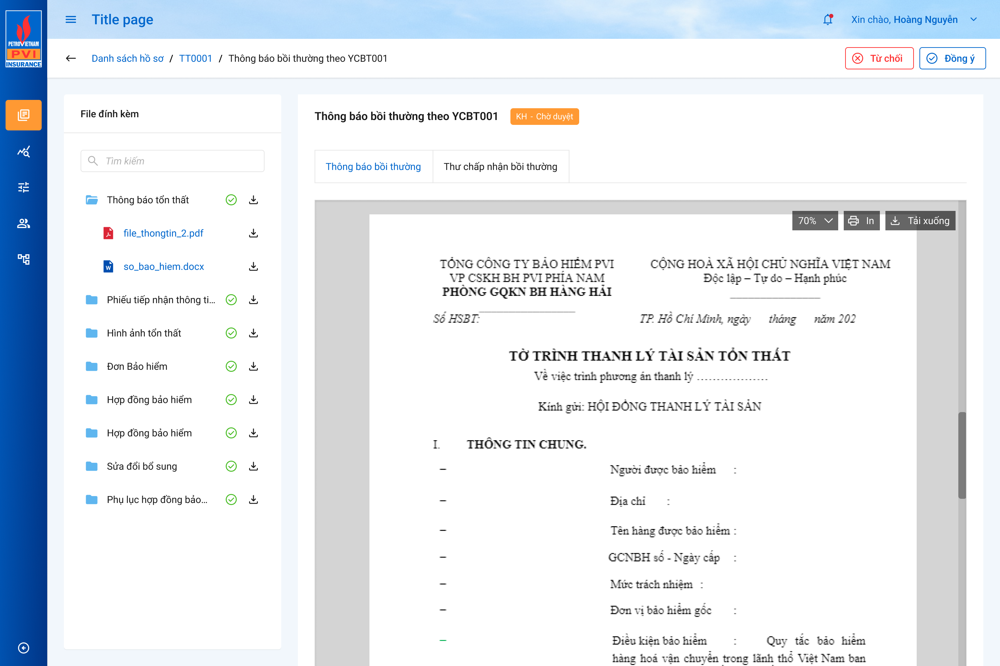 PETROVIETNAM
PVI
INSURANCE
Title page
Xin chào, Hoàng Nguyễn
Danh sách hồ sơ / TT0001 / Thông báo bồi thường theo YCBT001
Từ chối
Đồng ý
File đính kèm
Tìm kiếm
Thông báo tổn thất
file_thongtin_2.pdf
so_bao_hiem.docx
Phiếu tiếp nhận thông ti...
Hình ảnh tổn thất
Đơn Bảo hiểm
Hợp đồng bảo hiểm
Hợp đồng bảo hiểm
Sửa đổi bổ sung
Phụ lục hợp đồng bảo...
Thông báo bồi thường theo YCBT001
KH - Chờ duyệt
Thông báo bồi thường
Thư chấp nhận bồi thường
70%
In
Tải xuống
TỔNG CÔNG TY BẢO HIỂM PVI
VP CSKH BH PVI PHÍA NAM
PHÒNG GQKN BH HÀNG HẢI
CỘNG HOÀ XÃ HỘI CHỦ NGHĨA VIỆT NAM
Độc lập – Tự do – Hạnh phúc
Số HSBT:
TP. Hồ Chí Minh, ngày tháng năm 202
TỜ TRÌNH THANH LÝ TÀI SẢN TỔN THẤT
Về việc trình phương án thanh lý ………………
Kính gửi: HỘI ĐỒNG THANH LÝ TÀI SẢN
I. THÔNG TIN CHUNG.
– Người được bảo hiểm :
– Địa chỉ :
– Tên hàng được bảo hiểm :
– GCNBH số - Ngày cấp :
– Mức trách nhiệm :
– Đơn vị bảo hiểm gốc :
– Điều kiện bảo hiểm : Quy tắc bảo hiểm
hàng hoá vận chuyển trong lãnh thổ Việt Nam ban